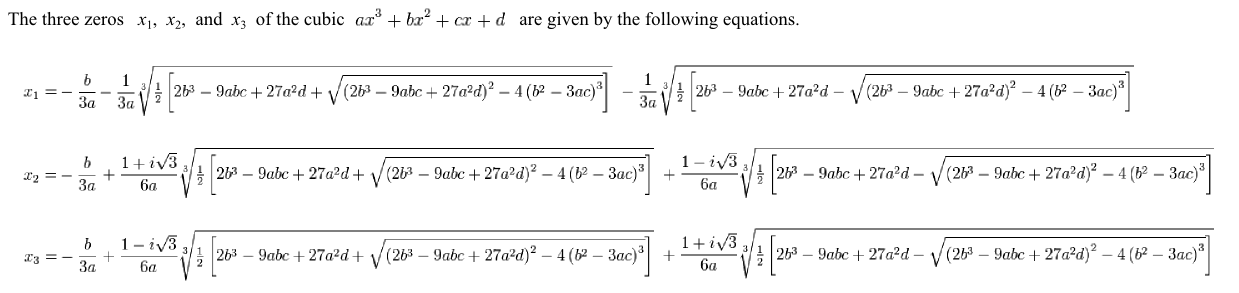 The three zeros x₁, x₂, and x₃ of the cubic ax³ + bx² + cx + d are given by the following equations.
x₁ = − b/3a − 1/3a ∛(1/2 [2b³ − 9abc + 27a²d + √((2b³ − 9abc + 27a²d)² − 4 (b² − 3ac)³)]) − 1/3a ∛(1/2 [2b³ − 9abc + 27a²d − √((2b³ − 9abc + 27a²d)² − 4 (b² − 3ac)³)])
x₂ = − b/3a + (1 + i√3)/6a ∛(1/2 [2b³ − 9abc + 27a²d + √((2b³ − 9abc + 27a²d)² − 4 (b² − 3ac)³)]) + (1 − i√3)/6a ∛(1/2 [2b³ − 9abc + 27a²d − √((2b³ − 9abc + 27a²d)² − 4 (b² − 3ac)³)])
x₃ = − b/3a + (1 − i√3)/6a ∛(1/2 [2b³ − 9abc + 27a²d + √((2b³ − 9abc + 27a²d)² − 4 (b² − 3ac)³)]) + (1 + i√3)/6a ∛(1/2 [2b³ − 9abc + 27a²d − √((2b³ − 9abc + 27a²d)² − 4 (b² − 3ac)³)])